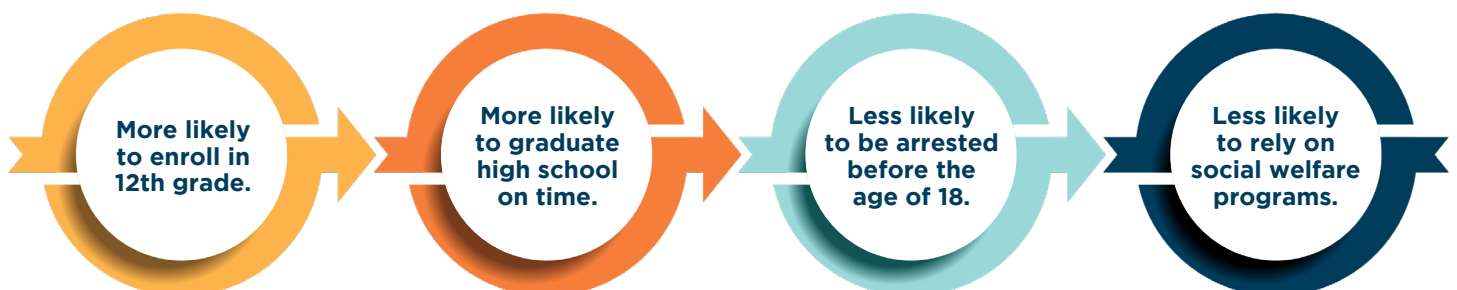 More likely
to enroll in
12th grade.
More likely
to graduate
high school
on time.
Less likely
to be arrested
before the
age of 18.
Less likely
to rely on
social welfare
programs.